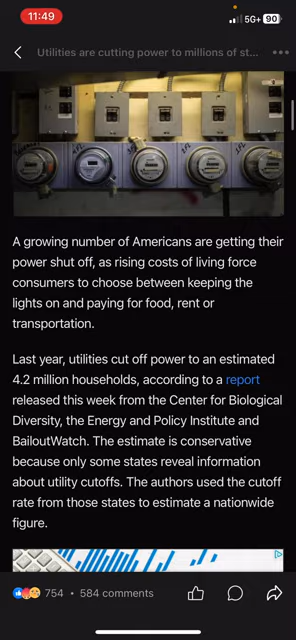 11:49
5G+ 90
Utilities are cutting power to millions of st...
A growing number of Americans are getting their
power shut off, as rising costs of living force
consumers to choose between keeping the
lights on and paying for food, rent or
transportation.
Last year, utilities cut off power to an estimated
4.2 million households, according to a report
released this week from the Center for Biological
Diversity, the Energy and Policy Institute and
BailoutWatch. The estimate is conservative
because only some states reveal information
about utility cutoffs. The authors used the cutoff
rate from those states to estimate a nationwide
figure.
754 • 584 comments